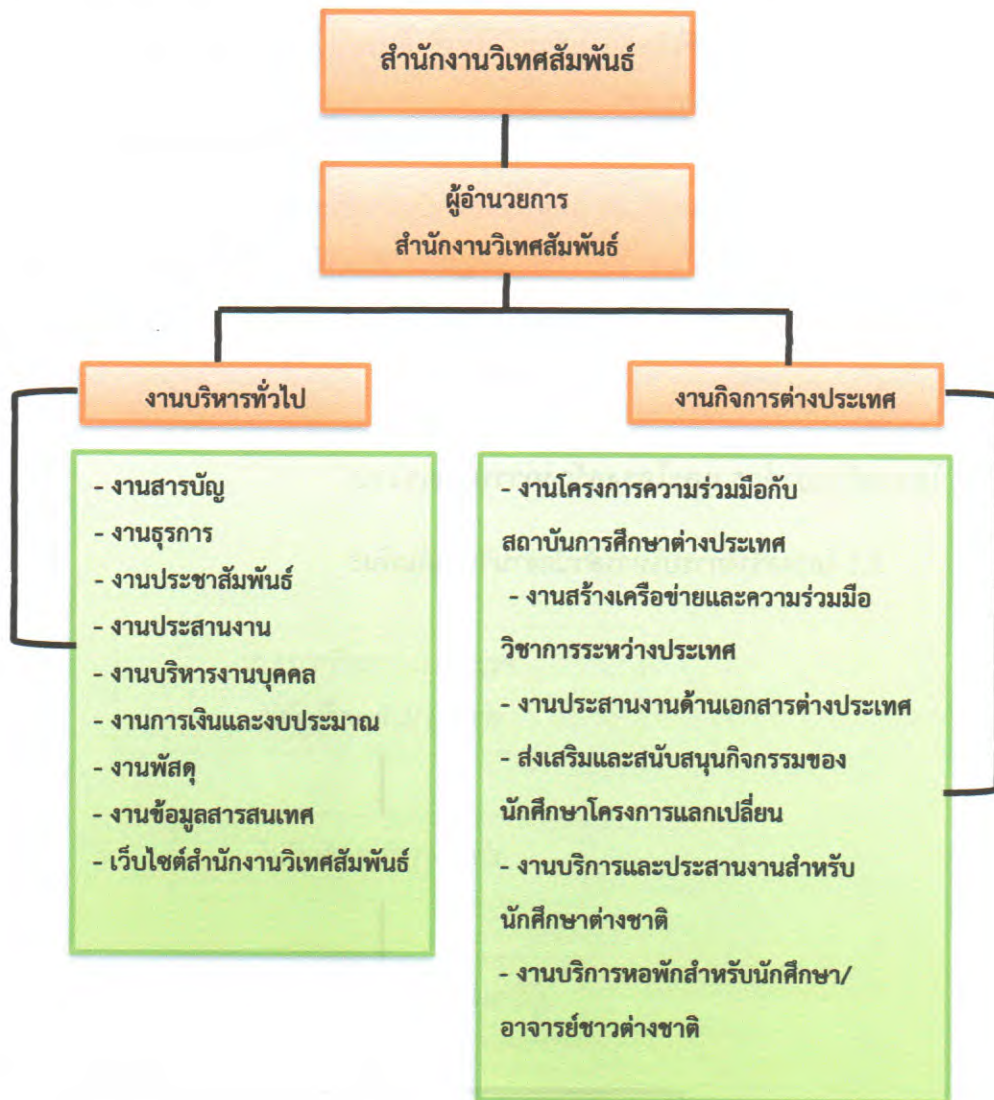 สำนักงานวิเทศสัมพันธ์
ผู้อำนวยการ
สำนักงานวิเทศสัมพันธ์
งานบริหารทั่วไป
- งานสารบัญ
- งานธุรการ
- งานประชาสัมพันธ์
- งานประสานงาน
- งานบริหารงานบุคคล
- งานการเงินและงบประมาณ
- งานพัสดุ
- งานข้อมูลสารสนเทศ
- เว็บไซต์สำนักงานวิเทศสัมพันธ์
งานกิจการต่างประเทศ
- งานโครงการความร่วมมือกับ
สถาบันการศึกษาต่างประเทศ
- งานสร้างเครือข่ายและความร่วมมือ
วิชาการระหว่างประเทศ
- งานประสานงานด้านเอกสารต่างประเทศ
- ส่งเสริมและสนับสนุนกิจกรรมของ
นักศึกษาโครงการแลกเปลี่ยน
- งานบริการและประสานงานสำหรับ
นักศึกษาต่างชาติ
- งานบริการหอพักสำหรับนักศึกษา/
อาจารย์ชาวต่างชาติ